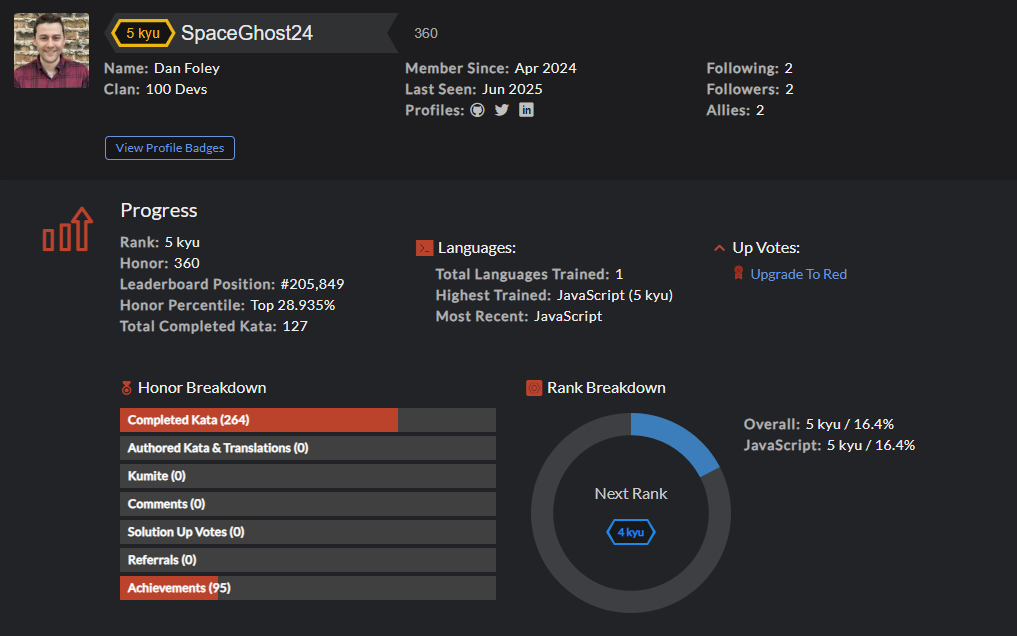 5 kyu SpaceGhost24 360
Name: Dan Foley
Clan: 100 Devs
Member Since: Apr 2024
Last Seen: Jun 2025
Profiles:
Following: 2
Followers: 2
Allies: 2
View Profile Badges
Progress
Rank: 5 kyu
Honor: 360
Leaderboard Position: #205,849
Honor Percentile: Top 28.935%
Total Completed Kata: 127
Languages:
Total Languages Trained: 1
Highest Trained: JavaScript (5 kyu)
Most Recent: JavaScript
Up Votes:
Upgrade To Red
Honor Breakdown
Completed Kata (264)
Authored Kata & Translations (0)
Kumite (0)
Comments (0)
Solution Up Votes (0)
Referrals (0)
Achievements (95)
Rank Breakdown
Next Rank
4 kyu
Overall: 5 kyu / 16.4%
JavaScript: 5 kyu / 16.4%